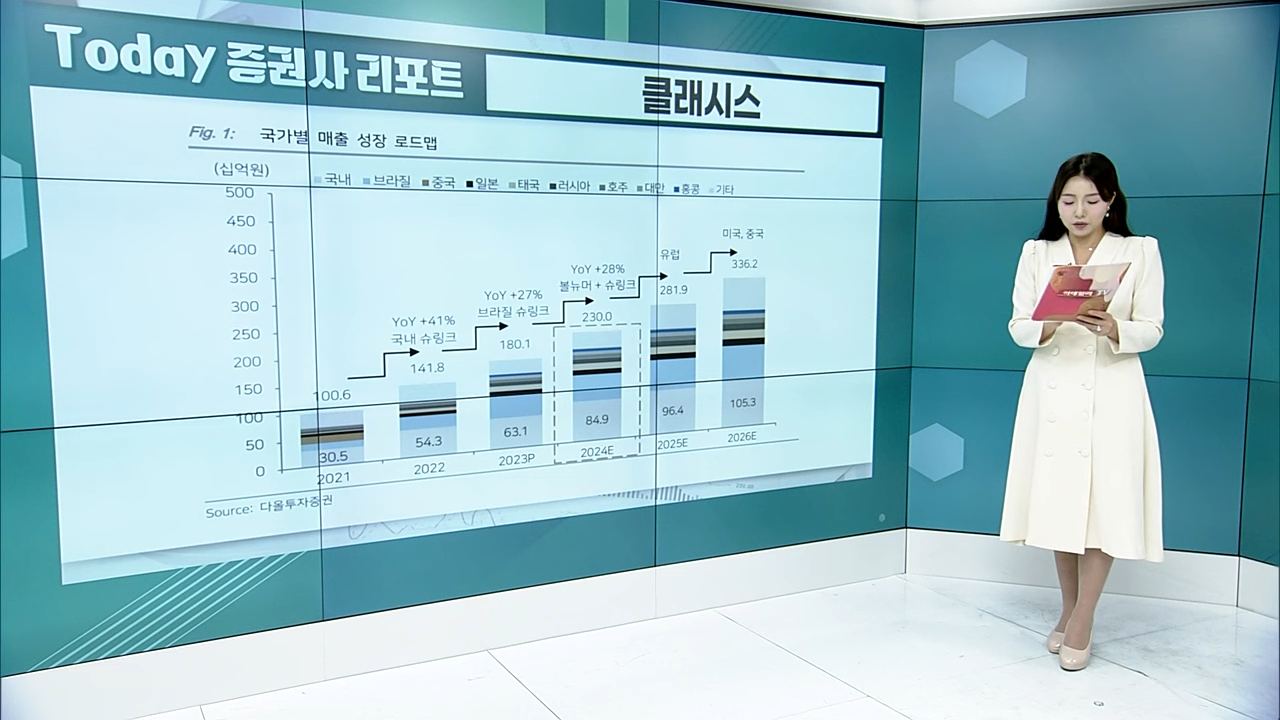 Today 증권사 리포트
클래시스
Fig. 1: 국가별 매출 성장 로드맵
(십억원)
국내 브라질 중국 일본 태국 러시아 호주 대만 홍콩 기타
500
450
400
350
300
250
200
150
100
50
0
미국, 중국
336.2
유럽
281.9
YoY +28%
볼뉴머 + 슈링크
230.0
YoY +27%
브라질 슈링크
180.1
YoY +41%
국내 슈링크
141.8
100.6
30.5
54.3
63.1
84.9
96.4
105.3
2021
2022
2023P
2024E
2025E
2026E
Source: 다올투자증권